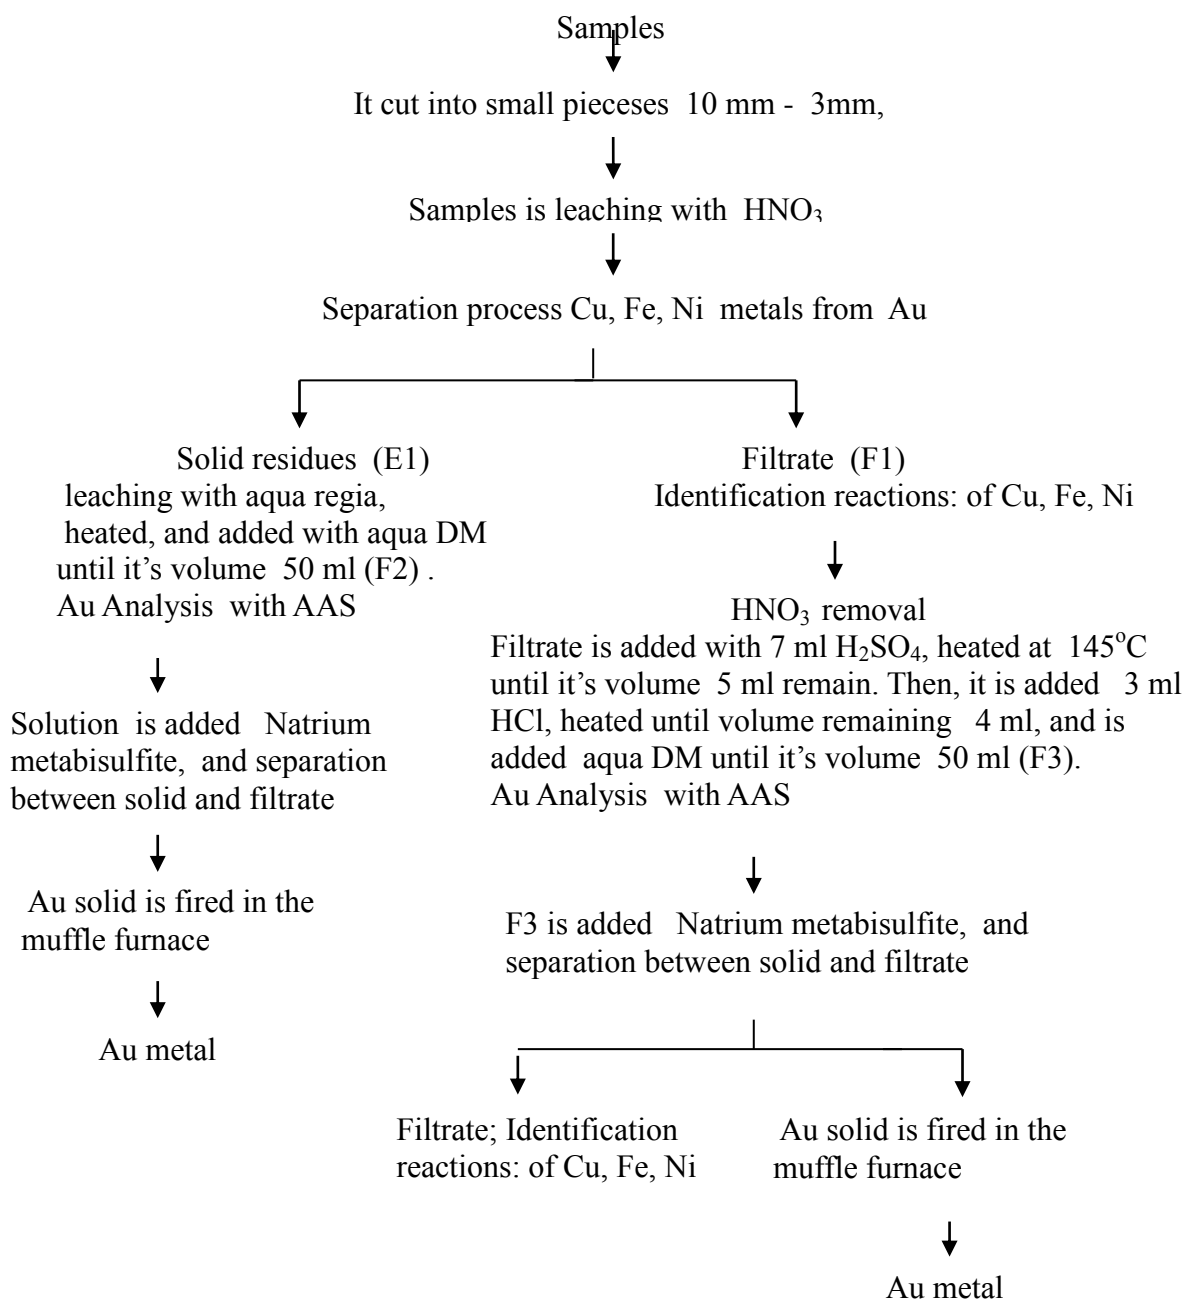 Samples
It cut into small pieceses 10 mm - 3mm,
Samples is leaching with HNO₃
Separation process Cu, Fe, Ni metals from Au
Solid residues (E1)
leaching with aqua regia,
heated, and added with aqua DM
until it's volume 50 ml (F2) .
Au Analysis with AAS
Solution is added Natrium
metabisulfite, and separation
between solid and filtrate
Au solid is fired in the
muffle furnace
Au metal
Filtrate (F1)
Identification reactions: of Cu, Fe, Ni
HNO₃ removal
Filtrate is added with 7 ml H₂SO₄, heated at 145°C
until it's volume 5 ml remain. Then, it is added 3 ml
HCl, heated until volume remaining 4 ml, and is
added aqua DM until it's volume 50 ml (F3).
Au Analysis with AAS
F3 is added Natrium metabisulfite, and
separation between solid and filtrate
Filtrate; Identification
reactions: of Cu, Fe, Ni
Au solid is fired in the
muffle furnace
Au metal